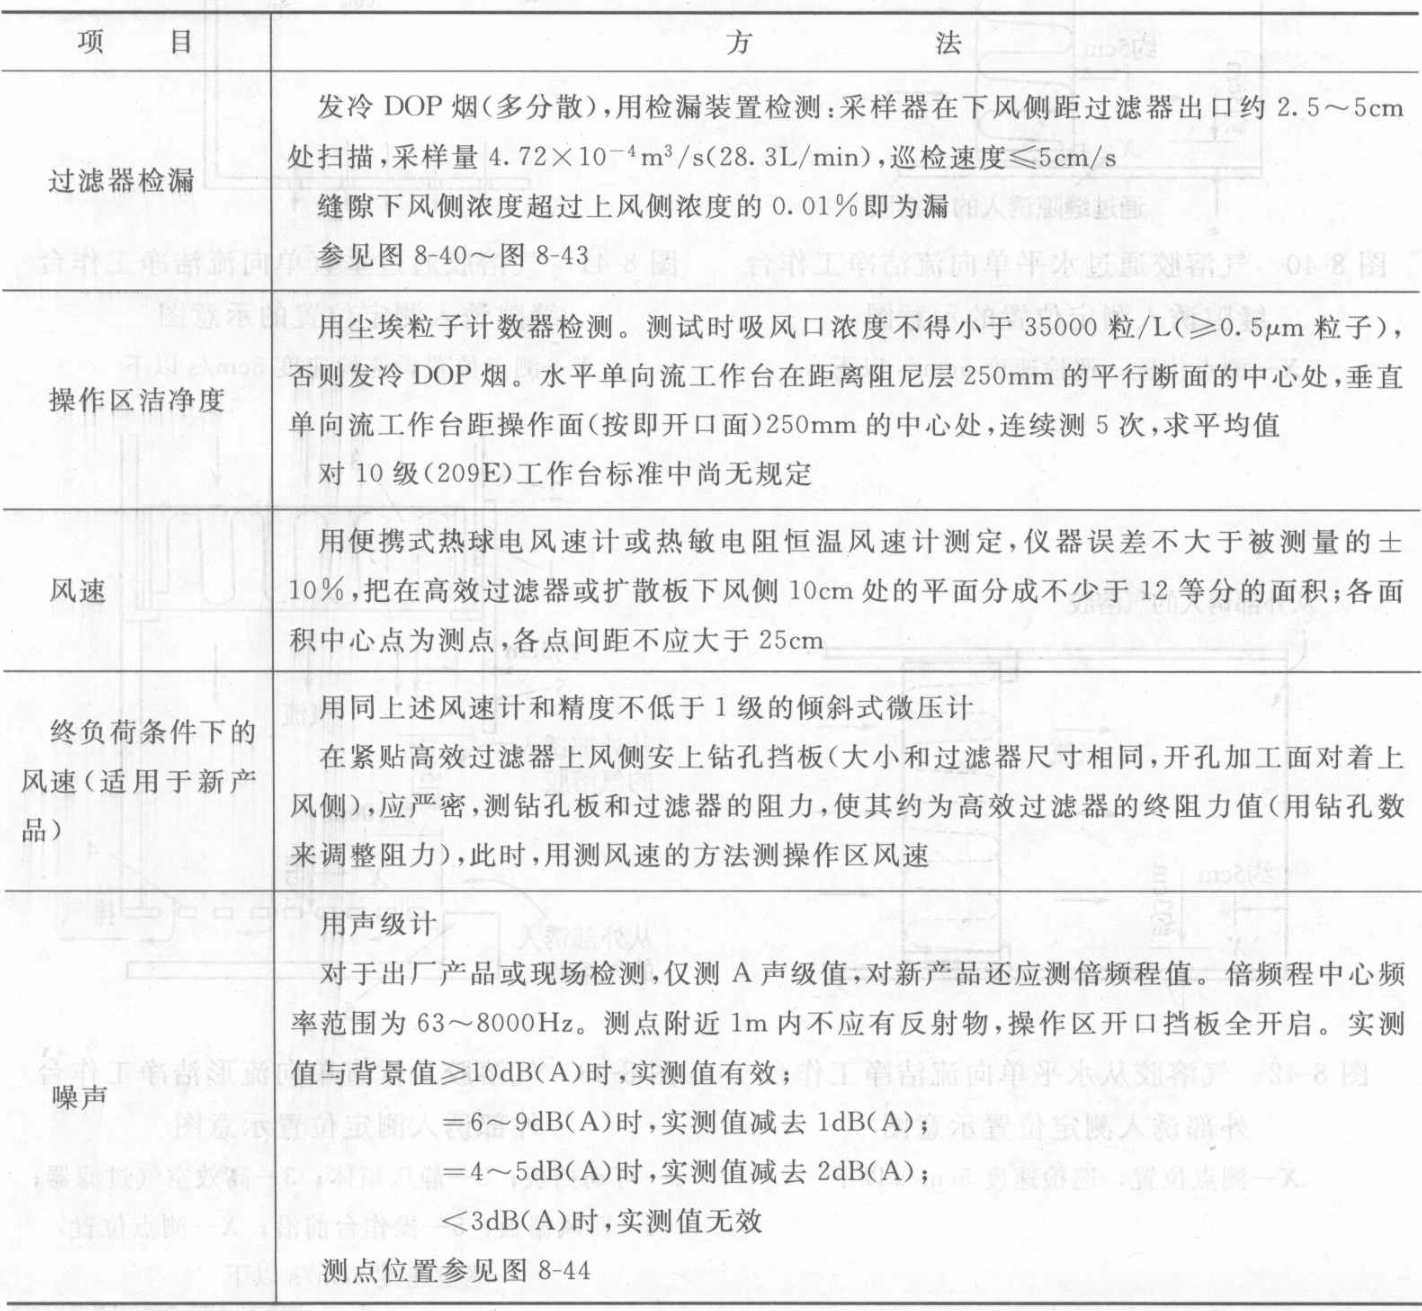 项 目 方 法
过滤器检漏
发冷 DOP 烟(多分散),用检漏装置检测:采样器在下风侧距过滤器出口约 2.5～5cm
处扫描,采样量 4.72×10⁻⁴m³/s(28.3L/min),巡检速度≤5cm/s
缝隙下风侧浓度超过上风侧浓度的 0.01%即为漏
参见图 8-40～图 8-43
操作区洁净度
用尘埃粒子计数器检测。测试时吸风口浓度不得小于 35000 粒/L(≥0.5μm 粒子),
否则发冷 DOP 烟。水平单向流工作台在距离阻尼层 250mm 的平行断面的中心处,垂直
单向流工作台距操作面(按即开口面)250mm 的中心处,连续测 5 次,求平均值
对 10 级(209E)工作台标准中尚无规定
风速
用便携式热球电风速计或热敏电阻恒温风速计测定,仪器误差不大于被测量的±
10%,把在高效过滤器或扩散板下风侧 10cm 处的平面分成不少于 12 等分的面积;各面
积中心点为测点,各点间距不应大于 25cm
终负荷条件下的
风速(适用于新产
品)
用同上述风速计和精度不低于 1 级的倾斜式微压计
在紧贴高效过滤器上风侧安上钻孔挡板(大小和过滤器尺寸相同,开孔加工面对着上
风侧),应严密,测钻孔板和过滤器的阻力,使其约为高效过滤器的终阻力值(用钻孔数
来调整阻力),此时,用测风速的方法测操作区风速
噪声
用声级计
对于出厂产品或现场检测,仅测 A 声级值,对新产品还应测倍频程值。倍频程中心频
率范围为 63～8000Hz。测点附近 1m 内不应有反射物,操作区开口挡板全开启。实测
值与背景值≥10dB(A)时,实测值有效;
=6～9dB(A)时,实测值减去 1dB(A);
=4～5dB(A)时,实测值减去 2dB(A);
<3dB(A)时,实测值无效
测点位置参见图 8-44